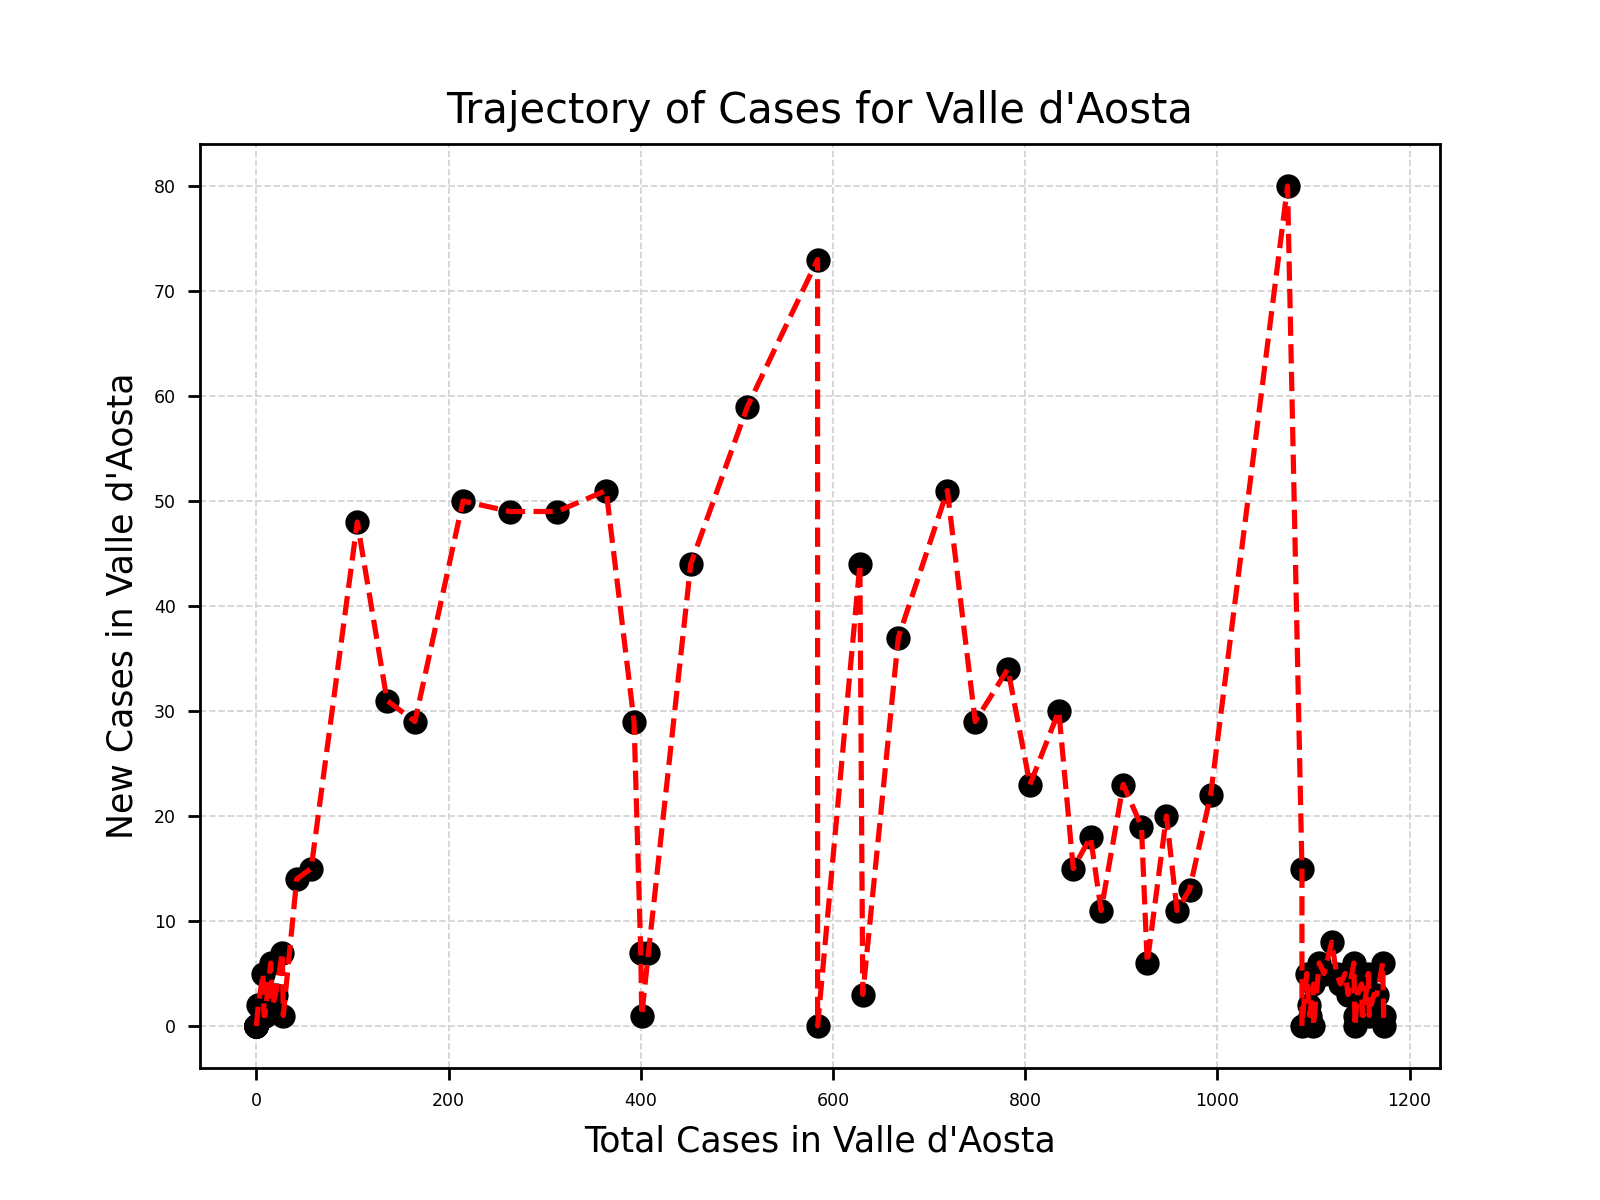 Trajectory of Cases for Valle d'Aosta
New Cases in Valle d'Aosta
80
70
60
50
40
30
20
10
0
0 200 400 600 800 1000 1200
Total Cases in Valle d'Aosta